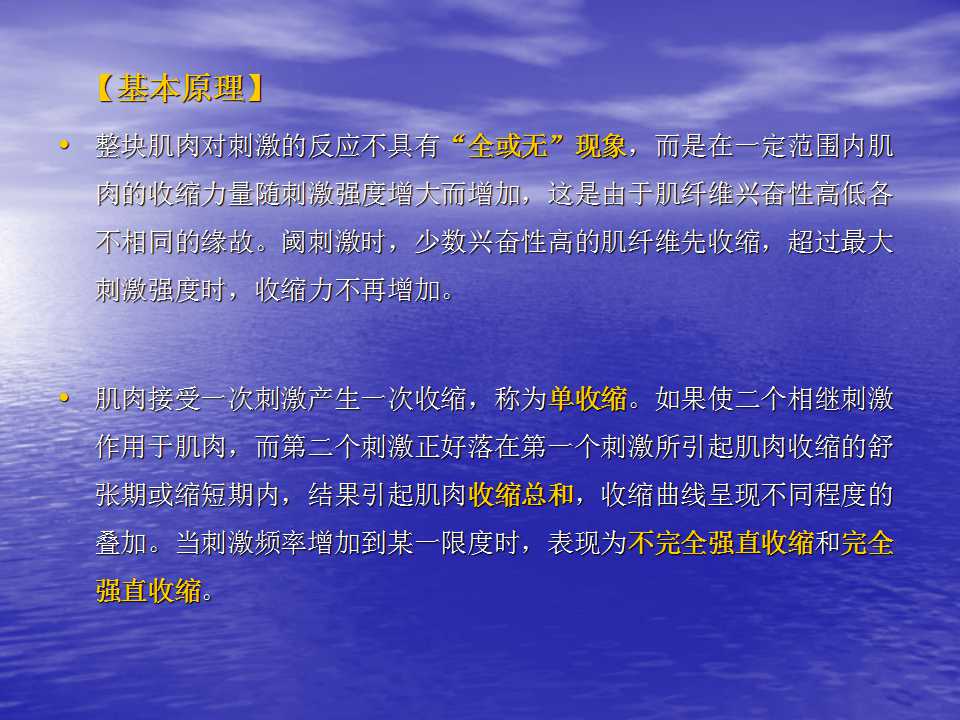 【基本原理】
• 整块肌肉对刺激的反应不具有“全或无”现象，而是在一定范围内肌
肉的收缩力量随刺激强度增大而增加，这是由于肌纤维兴奋性高低各
不相同的缘故。阈刺激时，少数兴奋性高的肌纤维先收缩，超过最大
刺激强度时，收缩力不再增加。
• 肌肉接受一次刺激产生一次收缩，称为单收缩。如果使二个相继刺激
作用于肌肉，而第二个刺激正好落在第一个刺激所引起肌肉收缩的舒
张期或缩短期内，结果引起肌肉收缩总和，收缩曲线呈现不同程度的
叠加。当刺激频率增加到某一限度时，表现为不完全强直收缩和完全
强直收缩。